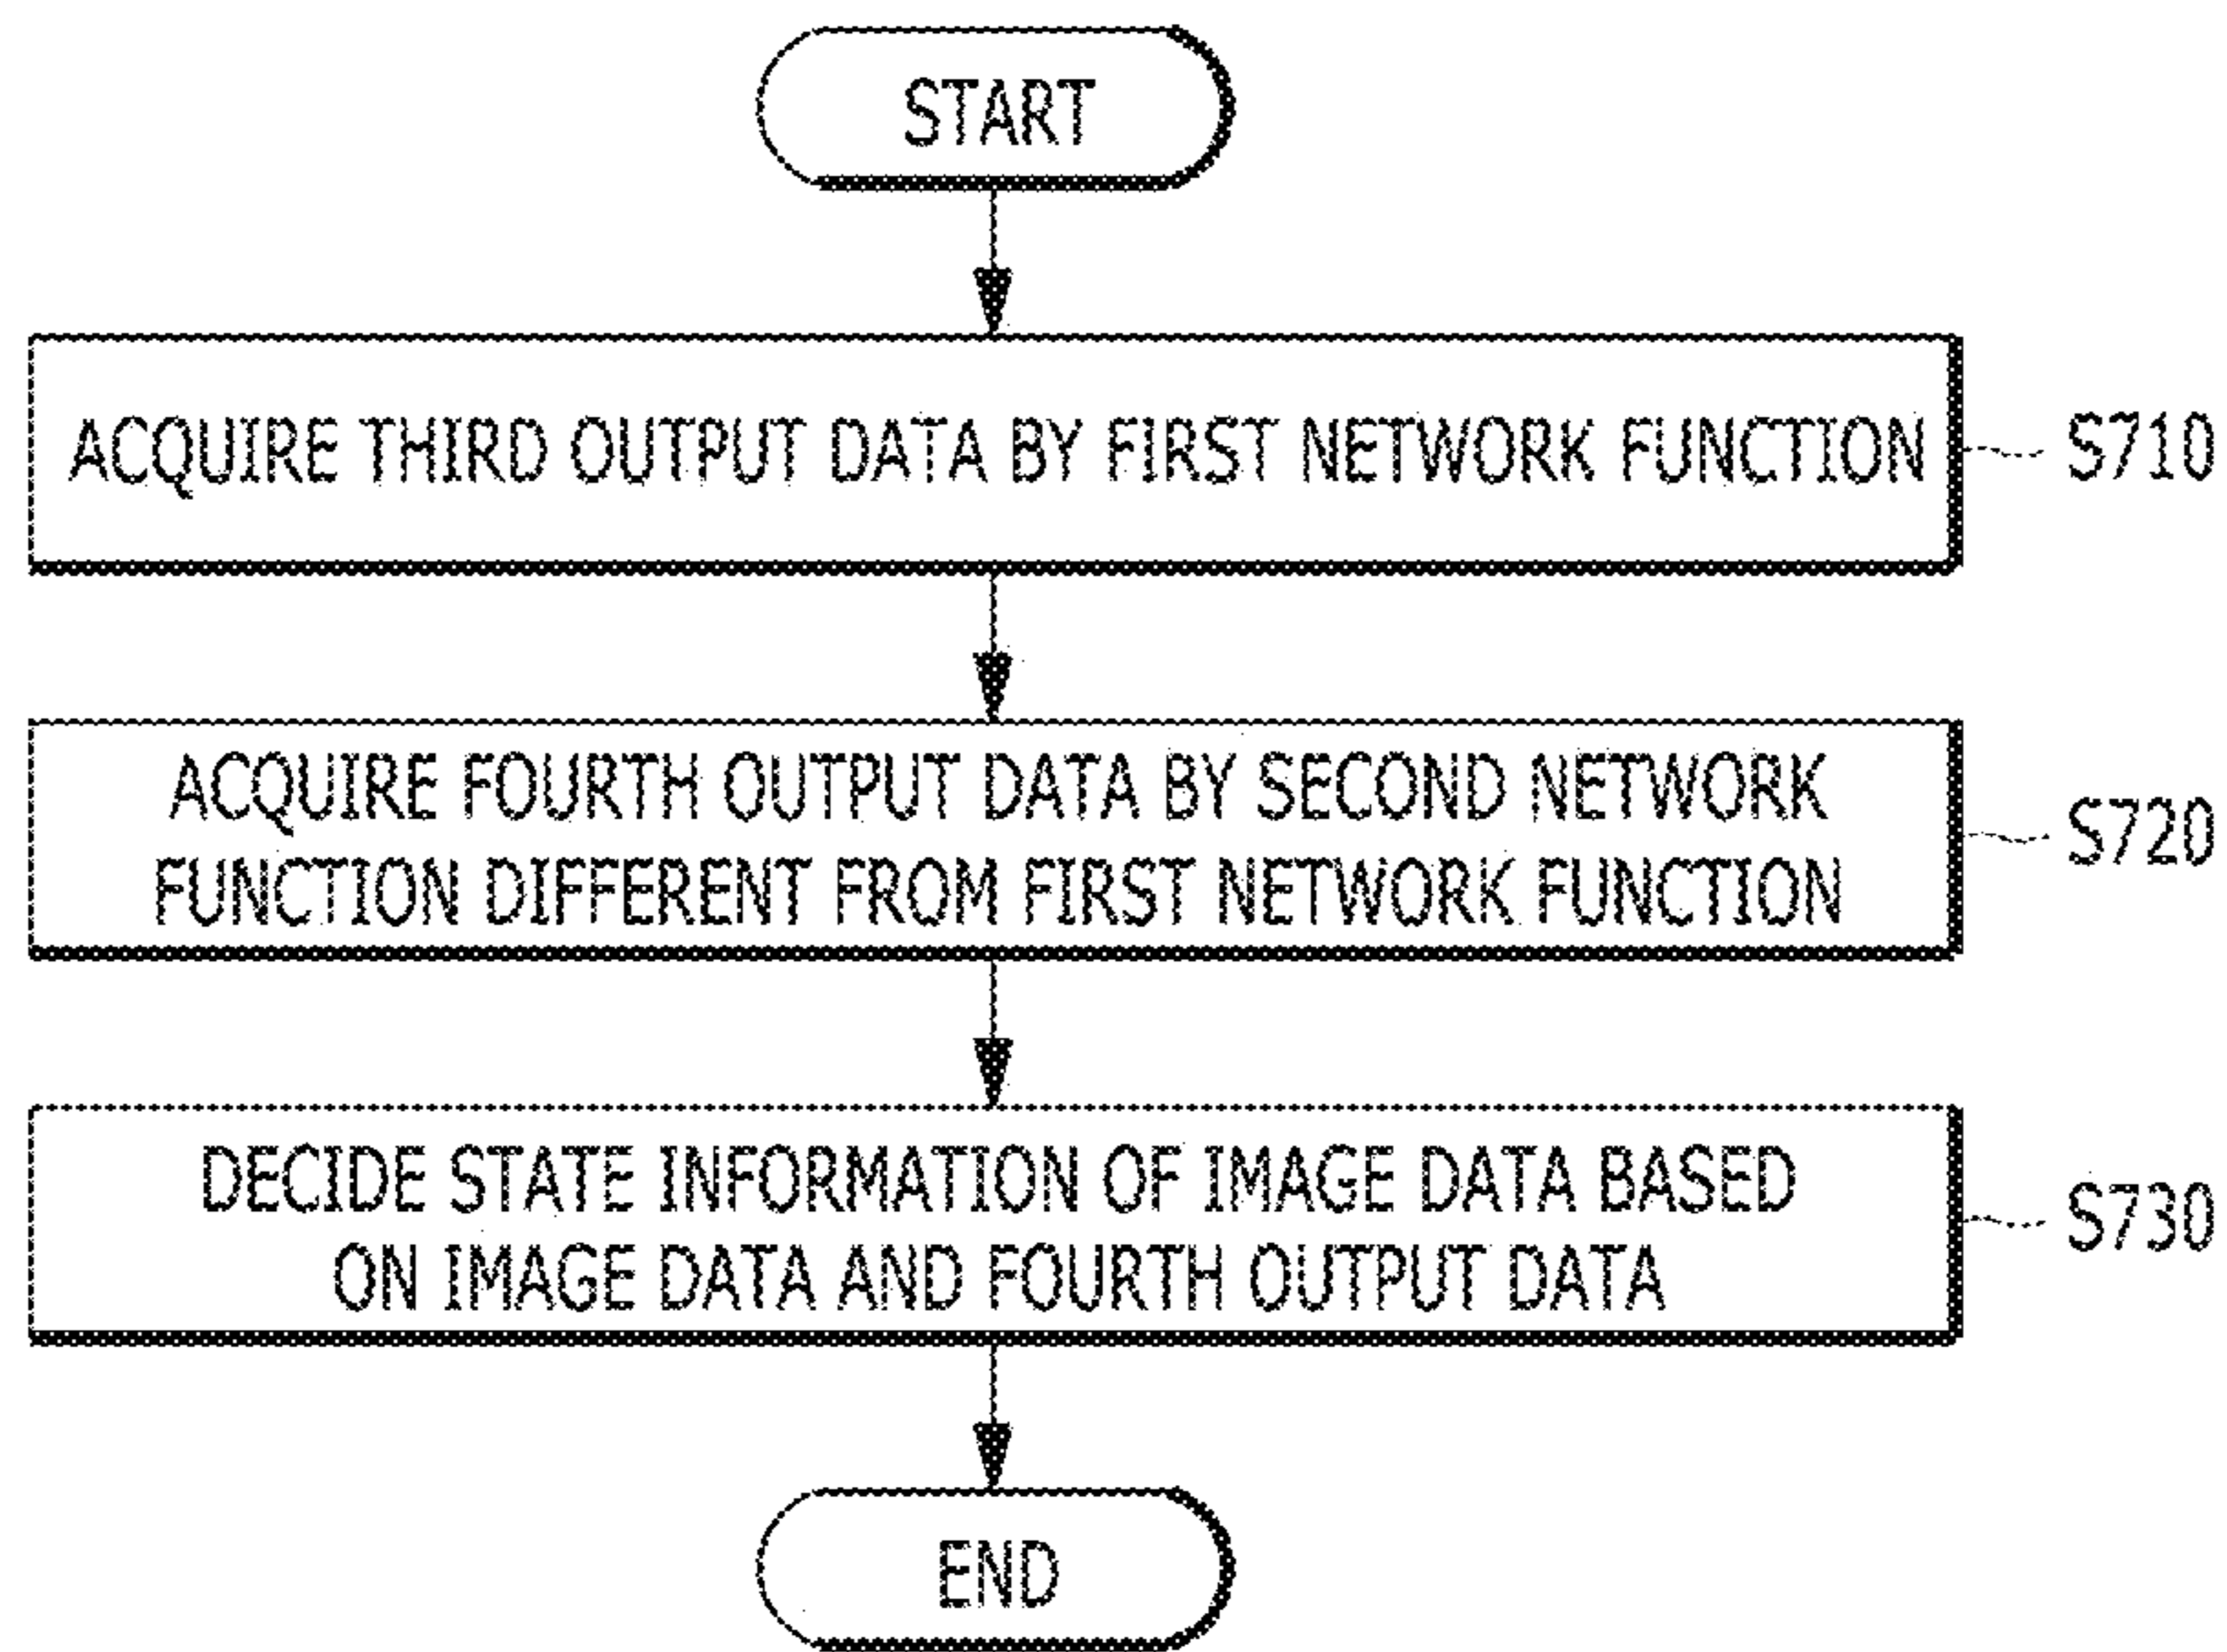 START
ACQUIRE THIRD OUTPUT DATA BY FIRST NETWORK FUNCTION
S710
ACQUIRE FOURTH OUTPUT DATA BY SECOND NETWORK
FUNCTION DIFFERENT FROM FIRST NETWORK FUNCTION
S720
DECIDE STATE INFORMATION OF IMAGE DATA BASED
ON IMAGE DATA AND FOURTH OUTPUT DATA
S730
END